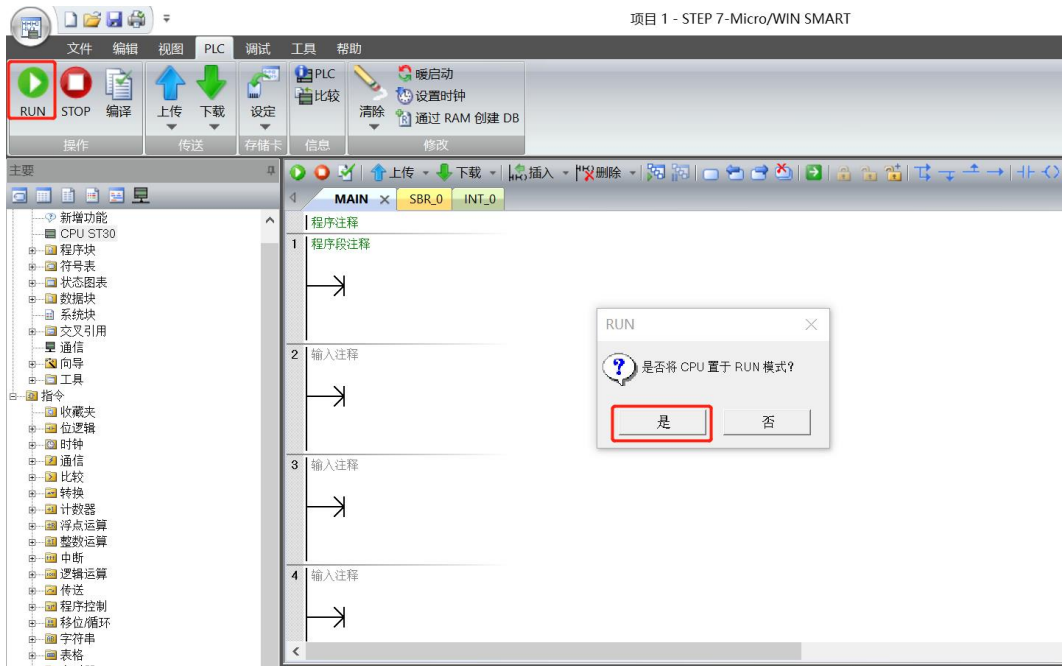 项目 1 - STEP 7-Micro/WIN SMART
文件 编辑 视图 PLC 调试 工具 帮助
RUN STOP 编译 上传 下载 设定 PLC 比较 清除 暖启动
设置时钟
通过 RAM 创建 DB
操作 传送 存储卡 信息 修改
主要
上传 下载 插入 删除
MAIN SBR_0 INT_0
新增功能
CPU ST30
程序块
符号表
状态图表
数据块
系统块
交叉引用
通信
向导
工具
指令
收藏夹
位逻辑
时钟
通信
比较
转换
计数器
浮点运算
整数运算
中断
逻辑运算
传送
程序控制
移位/循环
字符串
表格
程序注释
1 程序段注释
2 输入注释
3 输入注释
4 输入注释
RUN
是否将 CPU 置于 RUN 模式?
是 否